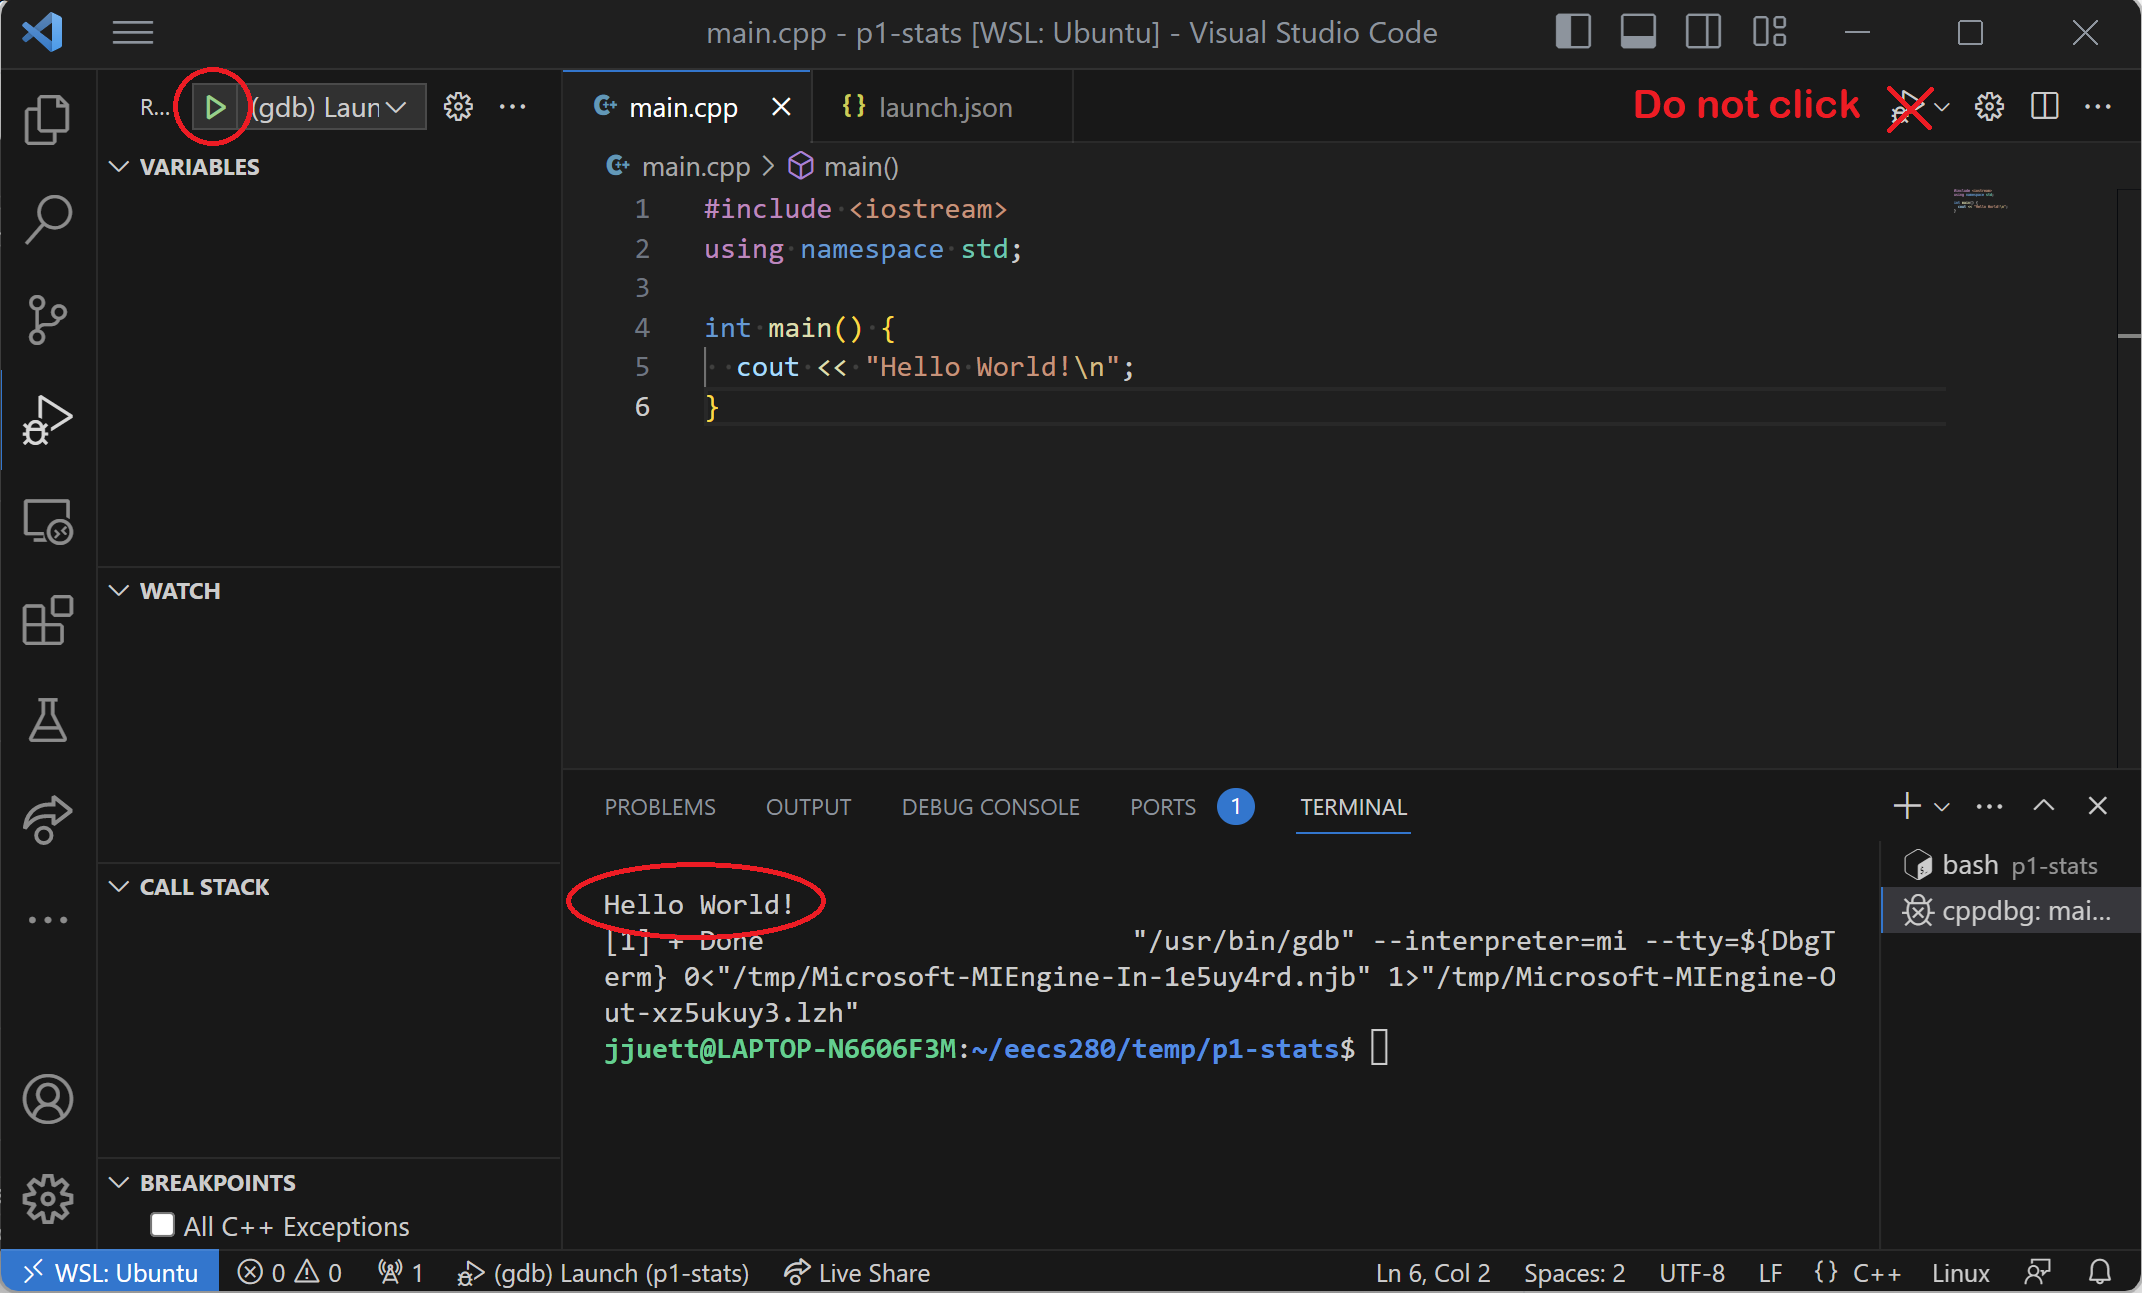 main.cpp - p1-stats [WSL: Ubuntu] - Visual Studio Code
R... (gdb) Laun
main.cpp launch.json
Do not click
VARIABLES
main.cpp > main()
1 #include <iostream>
2 using namespace std;
3
4 int main() {
5 cout << "Hello World!\n";
6 }
WATCH
CALL STACK
BREAKPOINTS
All C++ Exceptions
PROBLEMS OUTPUT DEBUG CONSOLE PORTS 1 TERMINAL
Hello World!
[1] + Done "/usr/bin/gdb" --interpreter=mi --tty=${DbgT
erm} 0<"/tmp/Microsoft-MIEngine-In-1e5uy4rd.njb" 1>"/tmp/Microsoft-MIEngine-O
ut-xz5ukuy3.lzh"
jjuett@LAPTOP-N6606F3M:~/eecs280/temp/p1-stats$
bash p1-stats
cppdbg: mai...
WSL: Ubuntu 0 0 1 (gdb) Launch (p1-stats) Live Share Ln 6, Col 2 Spaces: 2 UTF-8 LF {} C++ Linux